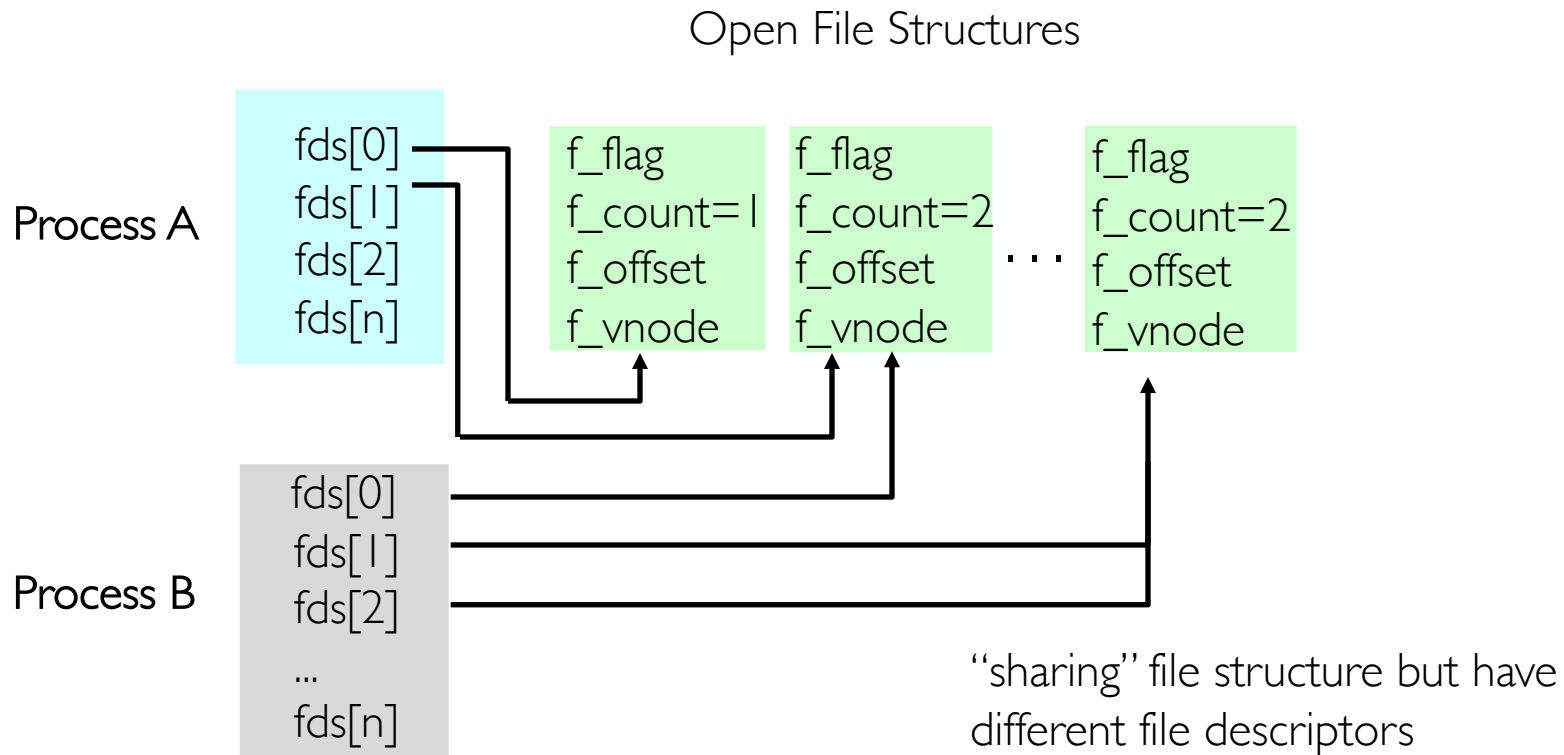 Open File Structures
Process A
fds[0]
fds[1]
fds[2]
fds[n]
f_flag
f_count=1
f_offset
f_vnode
f_flag
f_count=2
f_offset
f_vnode
. . .
f_flag
f_count=2
f_offset
f_vnode
Process B
fds[0]
fds[1]
fds[2]
...
fds[n]
“sharing” file structure but have
different file descriptors